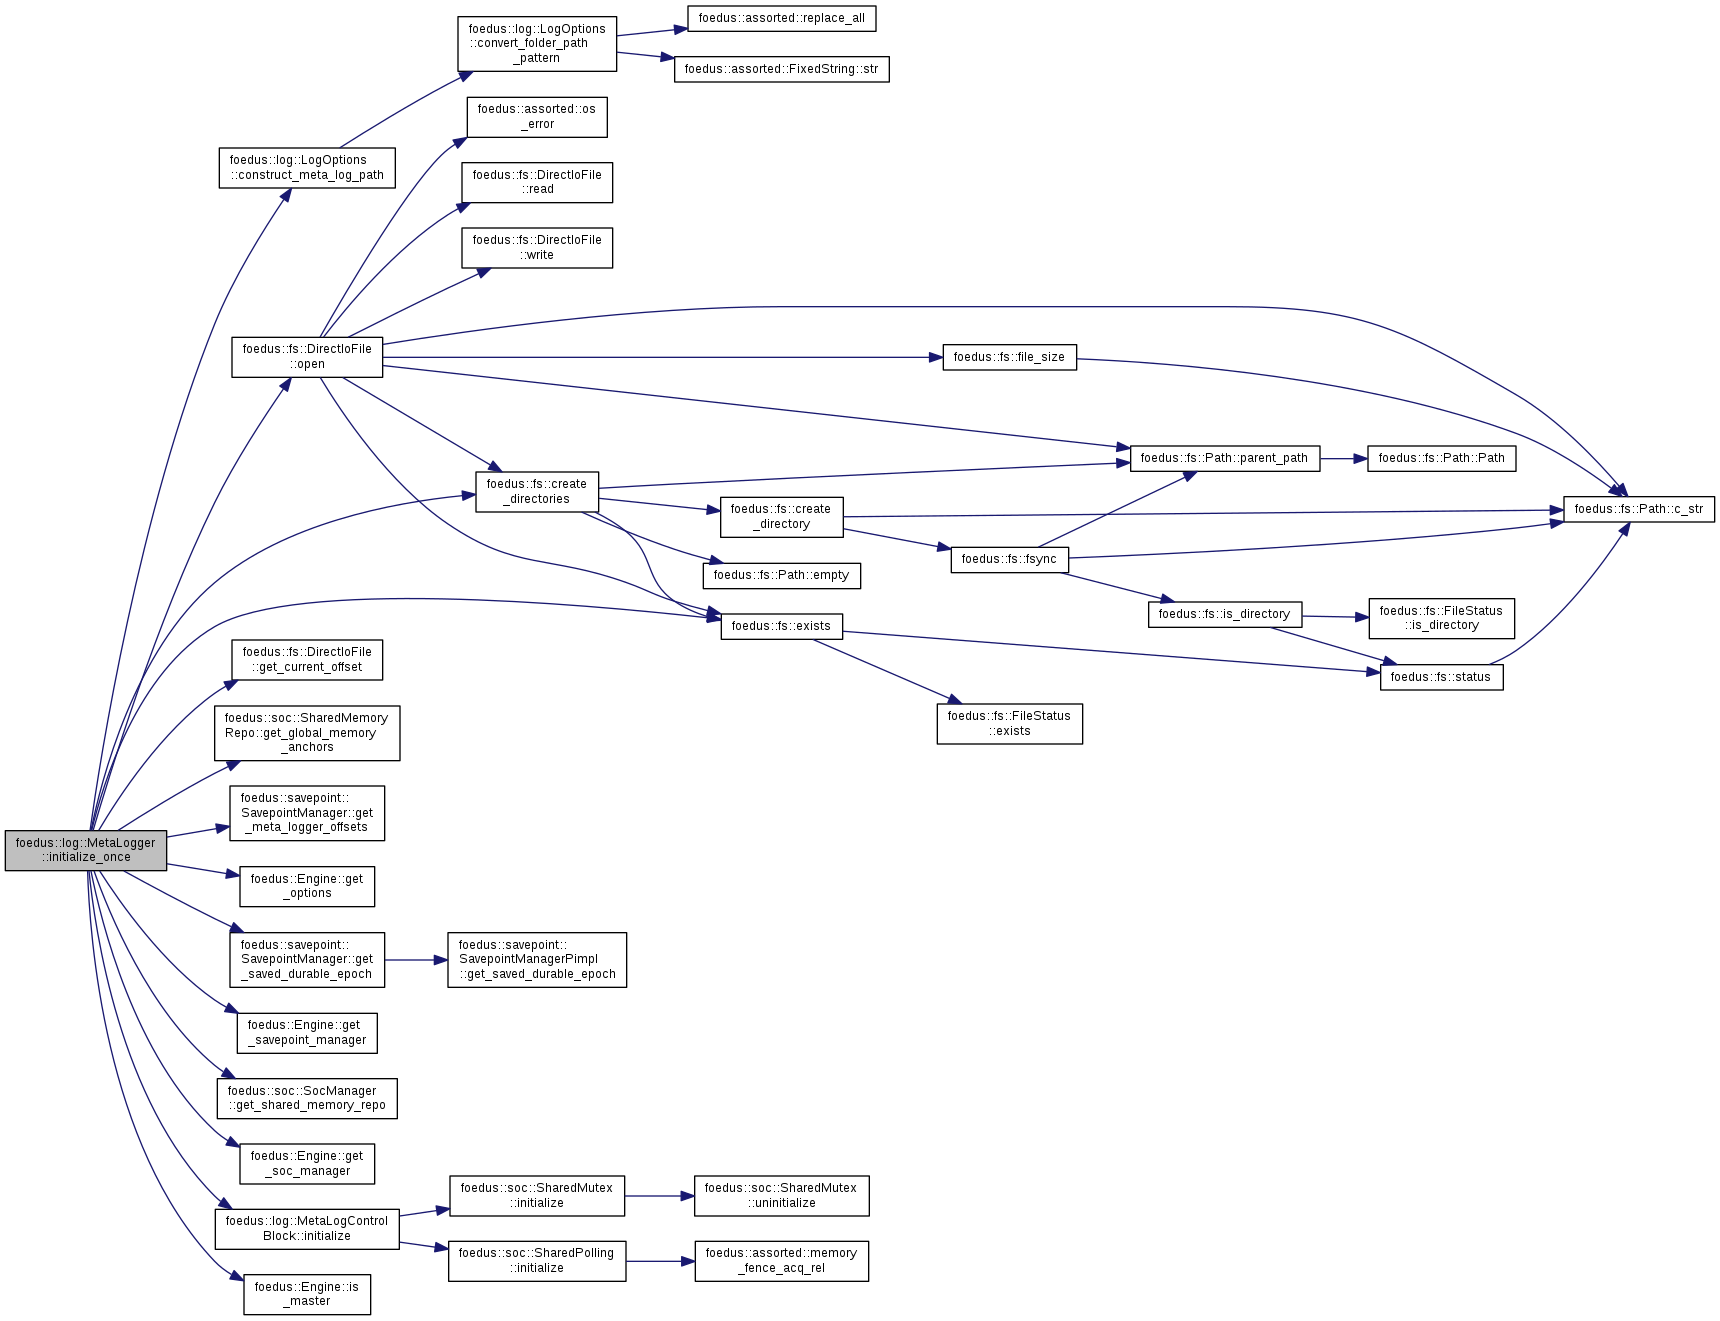 foedus::log::LogOptions
::convert_folder_path
_pattern
foedus::assorted::replace_all
foedus::assorted::FixedString::str
foedus::assorted::os
_error
foedus::log::LogOptions
::construct_meta_log_path
foedus::fs::DirectIoFile
::read
foedus::fs::DirectIoFile
::write
foedus::fs::DirectIoFile
::open
foedus::fs::file_size
foedus::fs::create
_directories
foedus::fs::Path::parent_path
foedus::fs::Path::Path
foedus::fs::create
_directory
foedus::fs::Path::c_str
foedus::fs::fsync
foedus::fs::Path::empty
foedus::fs::exists
foedus::fs::is_directory
foedus::fs::FileStatus
::is_directory
foedus::fs::status
foedus::fs::FileStatus
::exists
foedus::fs::DirectIoFile
::get_current_offset
foedus::soc::SharedMemory
Repo::get_global_memory
_anchors
foedus::savepoint::
SavepointManager::get
_meta_logger_offsets
foedus::log::MetaLogger
::initialize_once
foedus::Engine::get
_options
foedus::savepoint::
SavepointManager::get
_saved_durable_epoch
foedus::savepoint::
SavepointManagerPimpl
::get_saved_durable_epoch
foedus::Engine::get
_savepoint_manager
foedus::soc::SocManager
::get_shared_memory_repo
foedus::Engine::get
_soc_manager
foedus::log::MetaLogControl
Block::initialize
foedus::soc::SharedMutex
::initialize
foedus::soc::SharedMutex
::uninitialize
foedus::soc::SharedPolling
::initialize
foedus::assorted::memory
_fence_acq_rel
foedus::Engine::is
_master